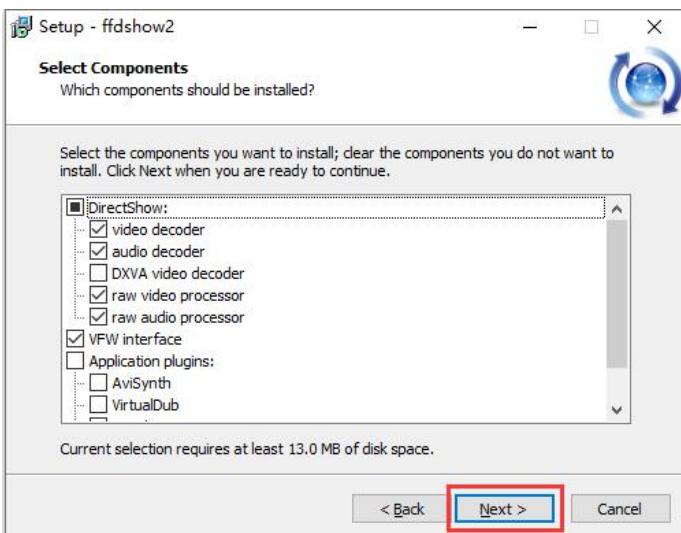 Setup - ffdshow2
Select Components
Which components should be installed?
Select the components you want to install; clear the components you do not want to
install. Click Next when you are ready to continue.
DirectShow:
video decoder
audio decoder
DXVA video decoder
raw video processor
raw audio processor
VFW interface
Application plugins:
AviSynth
VirtualDub
Current selection requires at least 13.0 MB of disk space.
< Back
Next >
Cancel